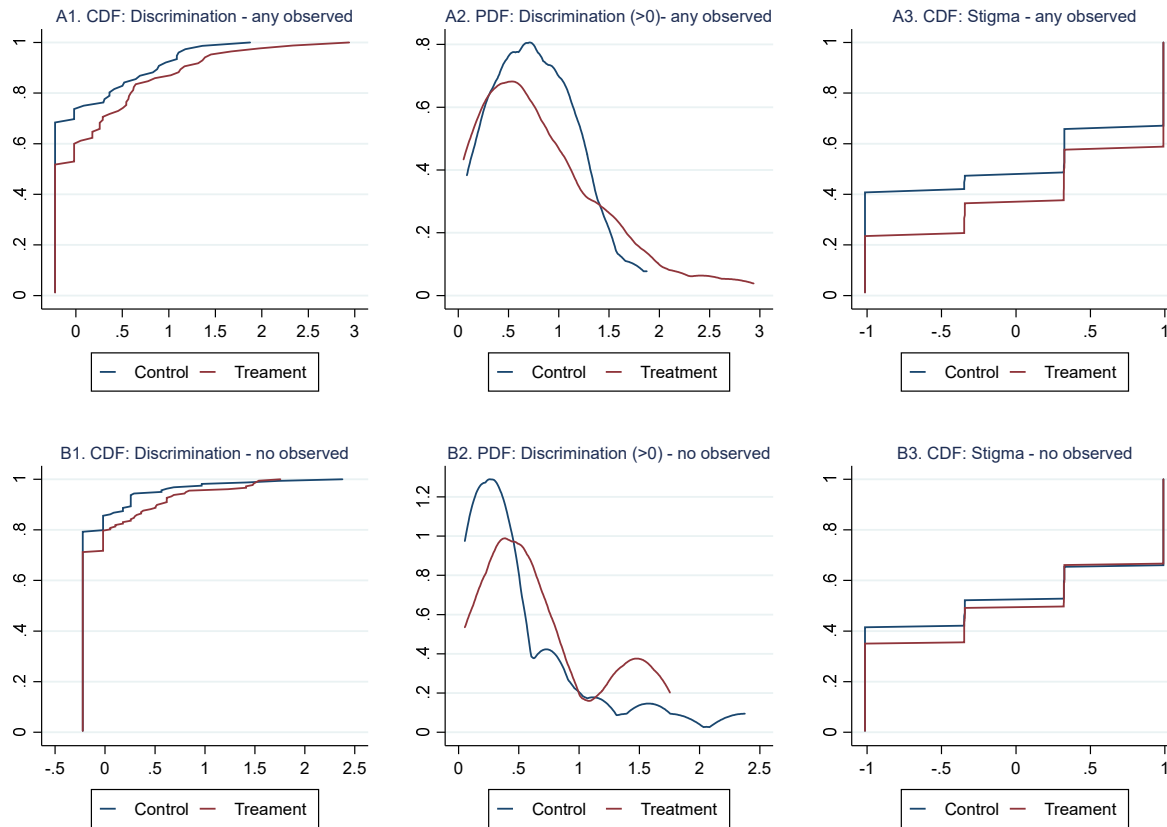 A1. CDF: Discrimination - any observed
1
.8
.6
.4
.2
0
0 .5 1 1.5 2 2.5 3
Control Treament
A2. PDF: Discrimination (>0)- any observed
.8
.6
.4
.2
0
0 .5 1 1.5 2 2.5 3
Control Treatment
A3. CDF: Stigma - any observed
1
.8
.6
.4
.2
0
-1 -.5 0 .5 1
Control Treament
B1. CDF: Discrimination - no observed
1
.8
.6
.4
.2
0
-.5 0 .5 1 1.5 2 2.5
Control Treament
B2. PDF: Discrimination (>0) - no observed
1.2
1
.8
.6
.4
.2
0
0 .5 1 1.5 2 2.5
Control Treatment
B3. CDF: Stigma - no observed
1
.8
.6
.4
.2
0
-1 -.5 0 .5 1
Control Treament